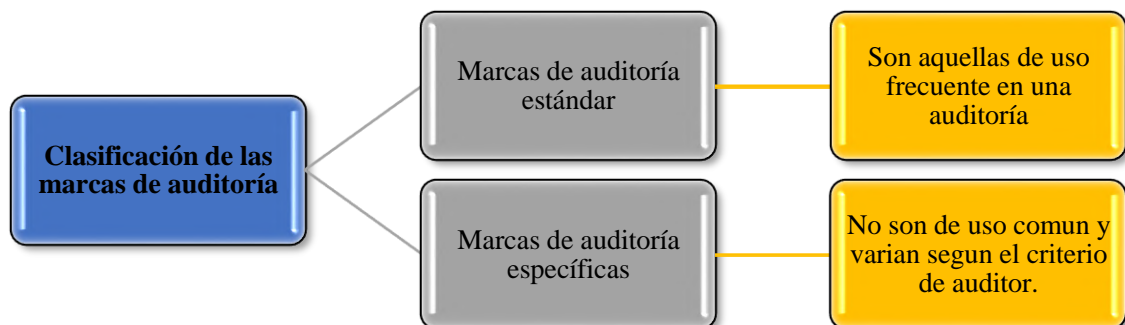 Clasificación de las
marcas de auditoría
Marcas de auditoría
estándar
Son aquellas de uso
frecuente en una
auditoría
Marcas de auditoría
específicas
No son de uso comun y
varian segun el criterio
de auditor.